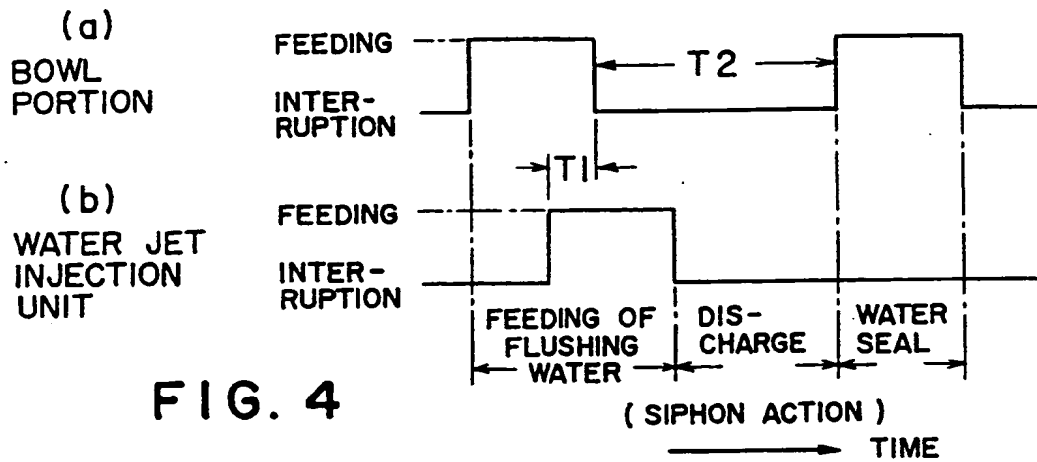 (a)
BOWL
PORTION
FEEDING
INTER-
RUPTION
T2
T1
(b)
WATER JET
INJECTION
UNIT
FEEDING
INTER-
RUPTION
FEEDING OF
FLUSHING
WATER
DIS-
CHARGE
WATER
SEAL
FIG. 4
( SIPHON ACTION )
TIME